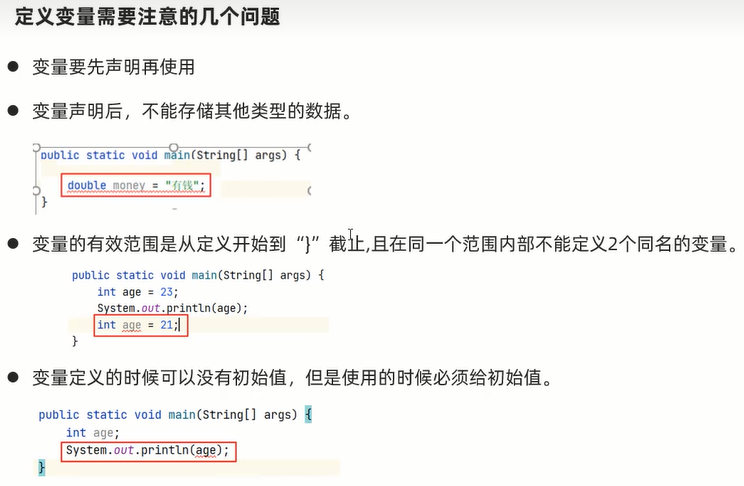 定义变量需要注意的几个问题
● 变量要先声明再使用
● 变量声明后，不能存储其他类型的数据。
public static void main(String[] args) {
double money = "有钱";
}
● 变量的有效范围是从定义开始到“}”截止,且在同一个范围内部不能定义2个同名的变量。
public static void main(String[] args) {
int age = 23;
System.out.println(age);
int age = 21;
}
● 变量定义的时候可以没有初始值，但是使用的时候必须给初始值。
public static void main(String[] args) {
int age;
System.out.println(age);
}